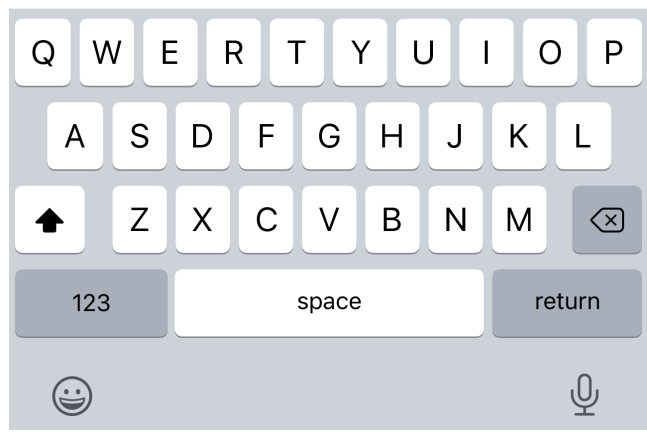 Q W E R T Y U I O P
A S D F G H J K L
Z X C V B N M
123 space return